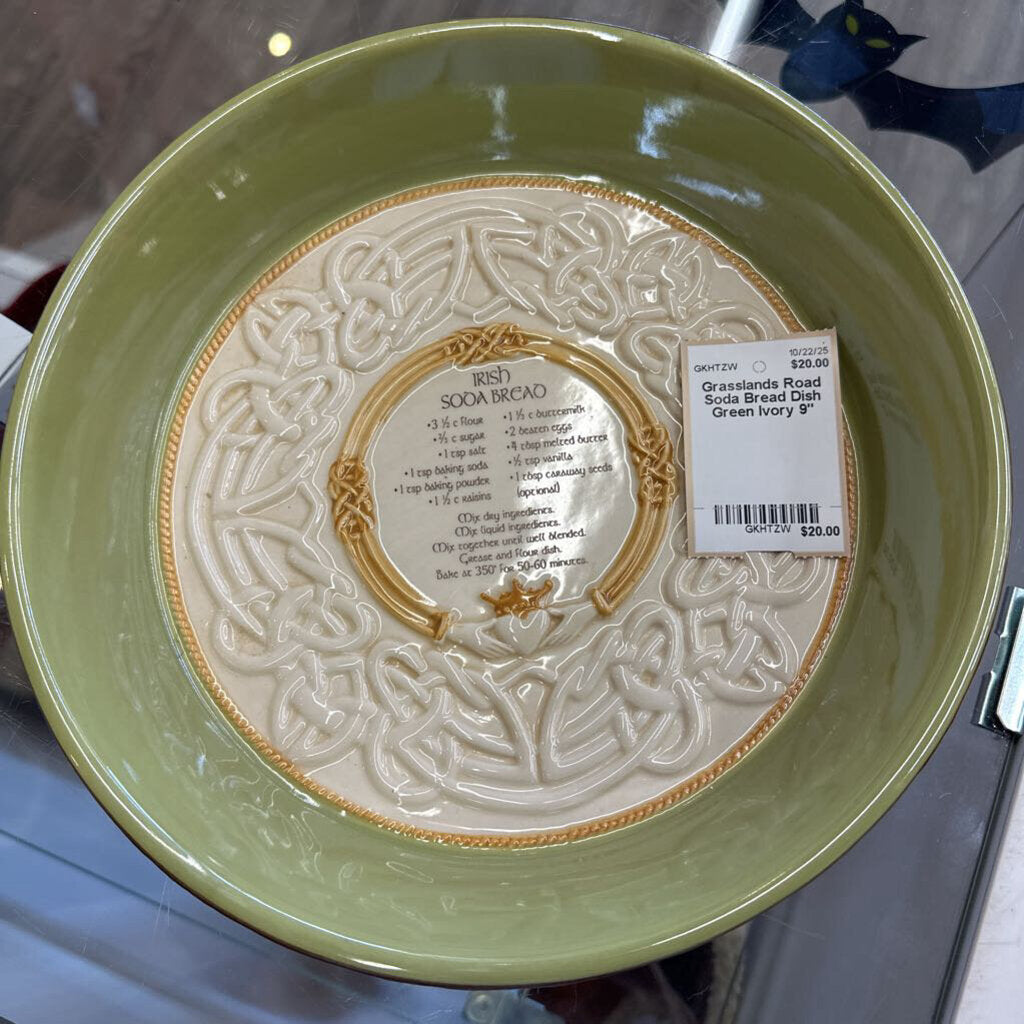 IRISH
SODA BREAD
•3 ½ c flour
•⅔ c sugar
•1 tsp salt
•1 tsp baking soda
•1 tsp baking powder
•1 ½ c raisins
•1 ½ c buttermilk
•2 beaten eggs
•4 tbsp melted butter
•½ tsp vanilla
•1 tbsp caraway seeds
(optional)
Mix dry ingredients.
Mix liquid ingredients.
Mix together until well blended.
Grease and flour dish.
Bake at 350° for 50-60 minutes.
10/22/25
GKHTZW $20.00
Grasslands Road
Soda Bread Dish
Green Ivory 9"
GKHTZW $20.00